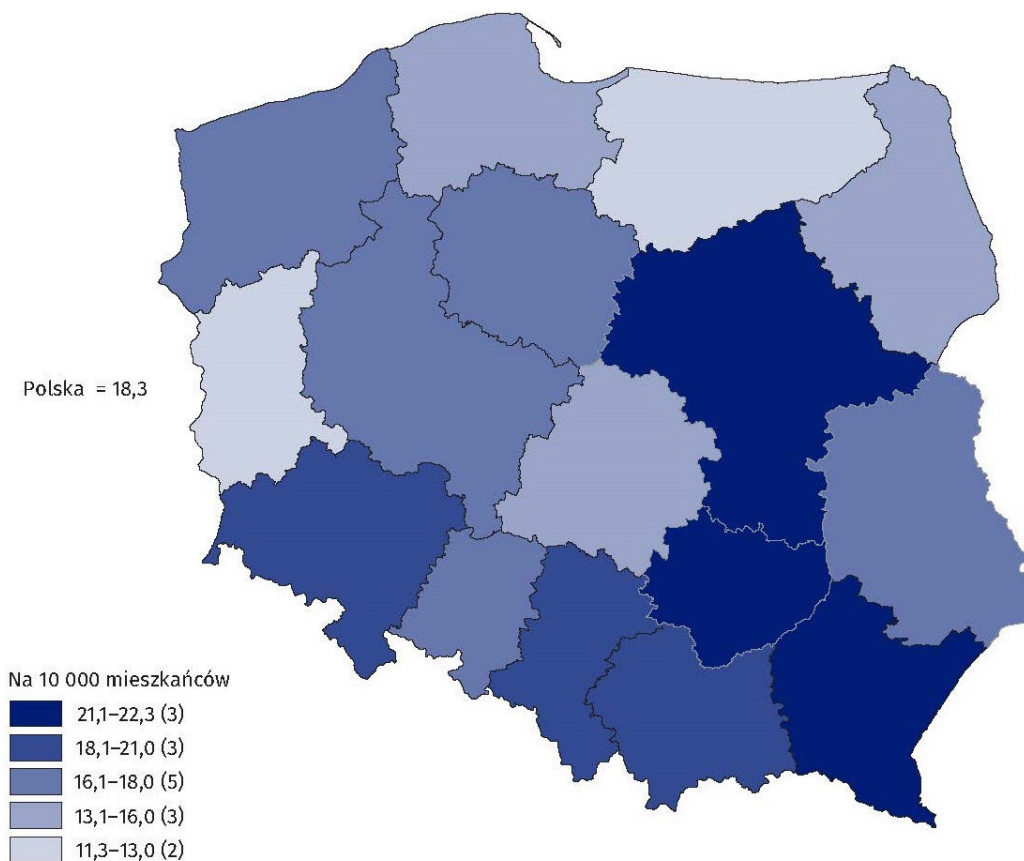 Polska = 18,3
Na 10 000 mieszkańców
21,1–22,3 (3)
18,1–21,0 (3)
16,1–18,0 (5)
13,1–16,0 (3)
11,3–13,0 (2)